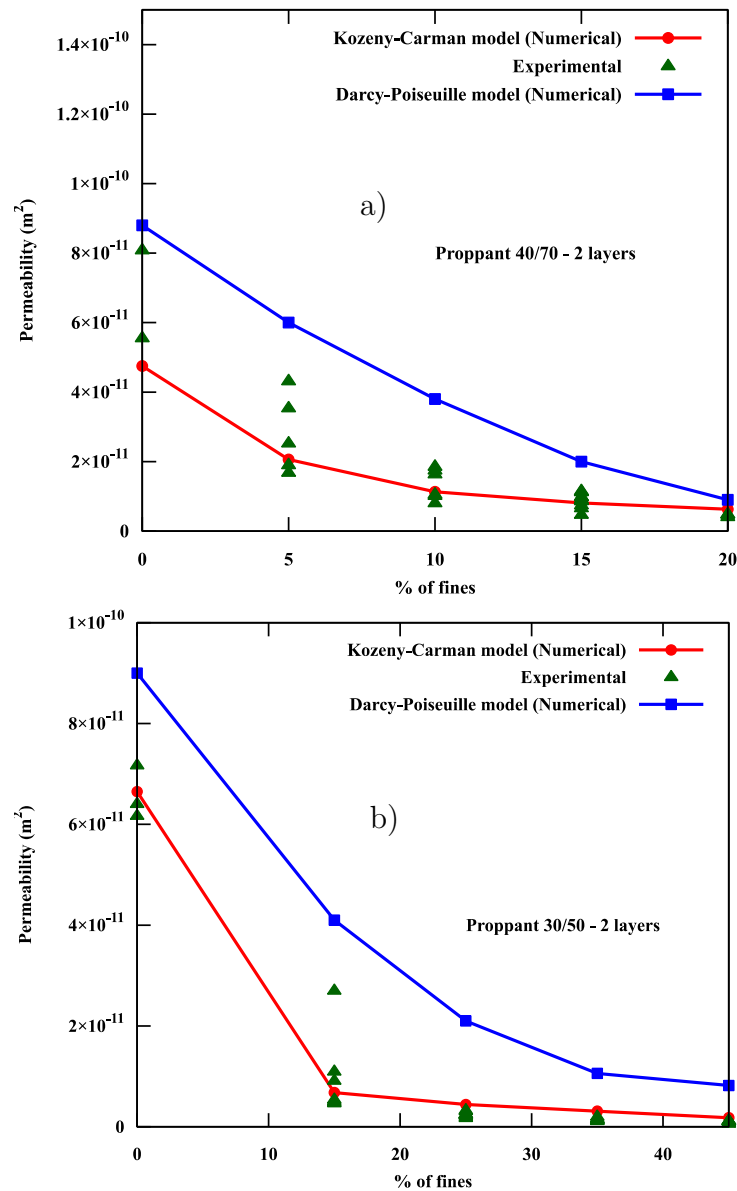 1.4×10⁻¹⁰
1.2×10⁻¹⁰
1×10⁻¹⁰
8×10⁻¹¹
6×10⁻¹¹
4×10⁻¹¹
2×10⁻¹¹
0
Permeability (m²)
Kozeny-Carman model (Numerical)
Experimental
Darcy-Poiseuille model (Numerical)
a)
Proppant 40/70 - 2 layers
0 5 10 15 20
% of fines
1×10⁻¹⁰
8×10⁻¹¹
6×10⁻¹¹
4×10⁻¹¹
2×10⁻¹¹
0
Permeability (m²)
Kozeny-Carman model (Numerical)
Experimental
Darcy-Poiseuille model (Numerical)
b)
Proppant 30/50 - 2 layers
0 10 20 30 40
% of fines